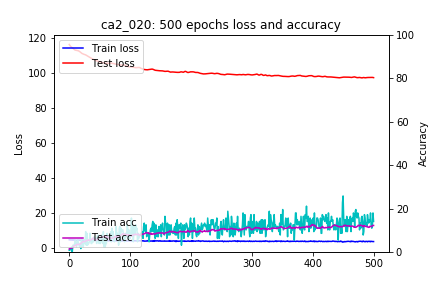 ca2_020: 500 epochs loss and accuracy
120
100
80
60
40
20
0
Loss
Train loss
Test loss
Train acc
Test acc
100
80
60
40
20
0
Accuracy
0
100
200
300
400
500